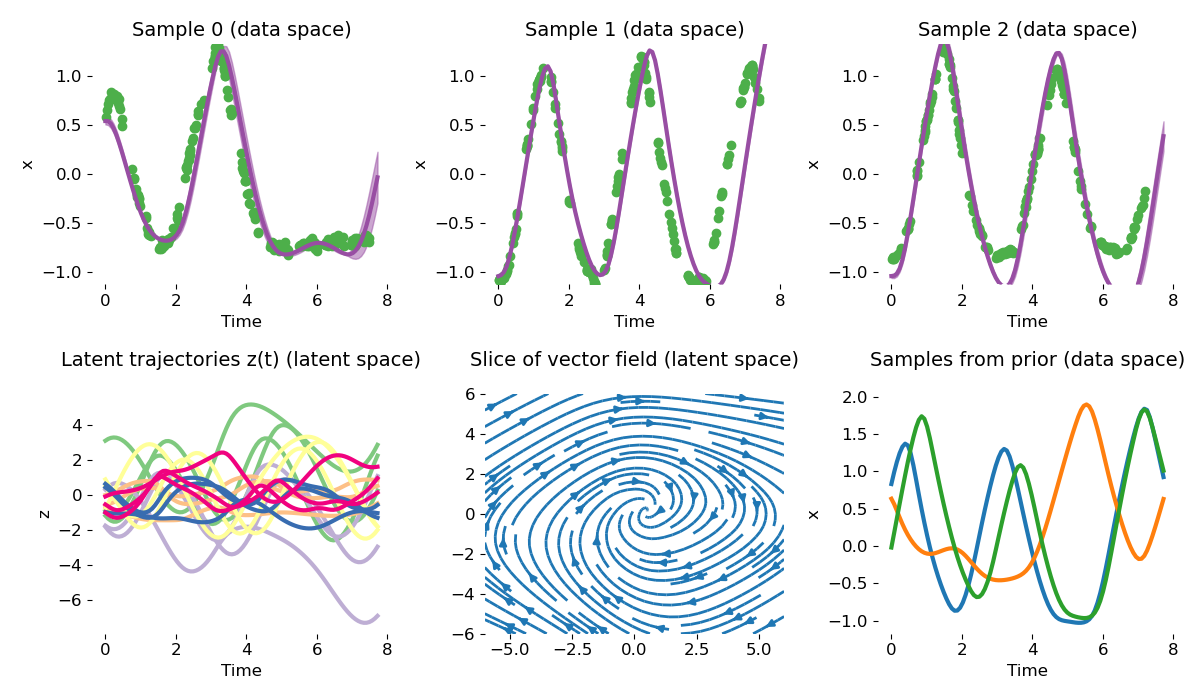 Sample 0 (data space)
Sample 1 (data space)
Sample 2 (data space)
1.0
0.5
0.0
−0.5
−1.0
x
0 2 4 6 8
Time
1.0
0.5
0.0
−0.5
−1.0
x
0 2 4 6 8
Time
1.0
0.5
0.0
−0.5
−1.0
x
0 2 4 6 8
Time
Latent trajectories z(t) (latent space)
Slice of vector field (latent space)
Samples from prior (data space)
4
2
0
−2
−4
−6
z
0 2 4 6 8
Time
6
4
2
0
−2
−4
−6
−5.0 −2.5 0.0 2.5 5.0
2.0
1.5
1.0
0.5
0.0
−0.5
−1.0
x
0 2 4 6 8
Time